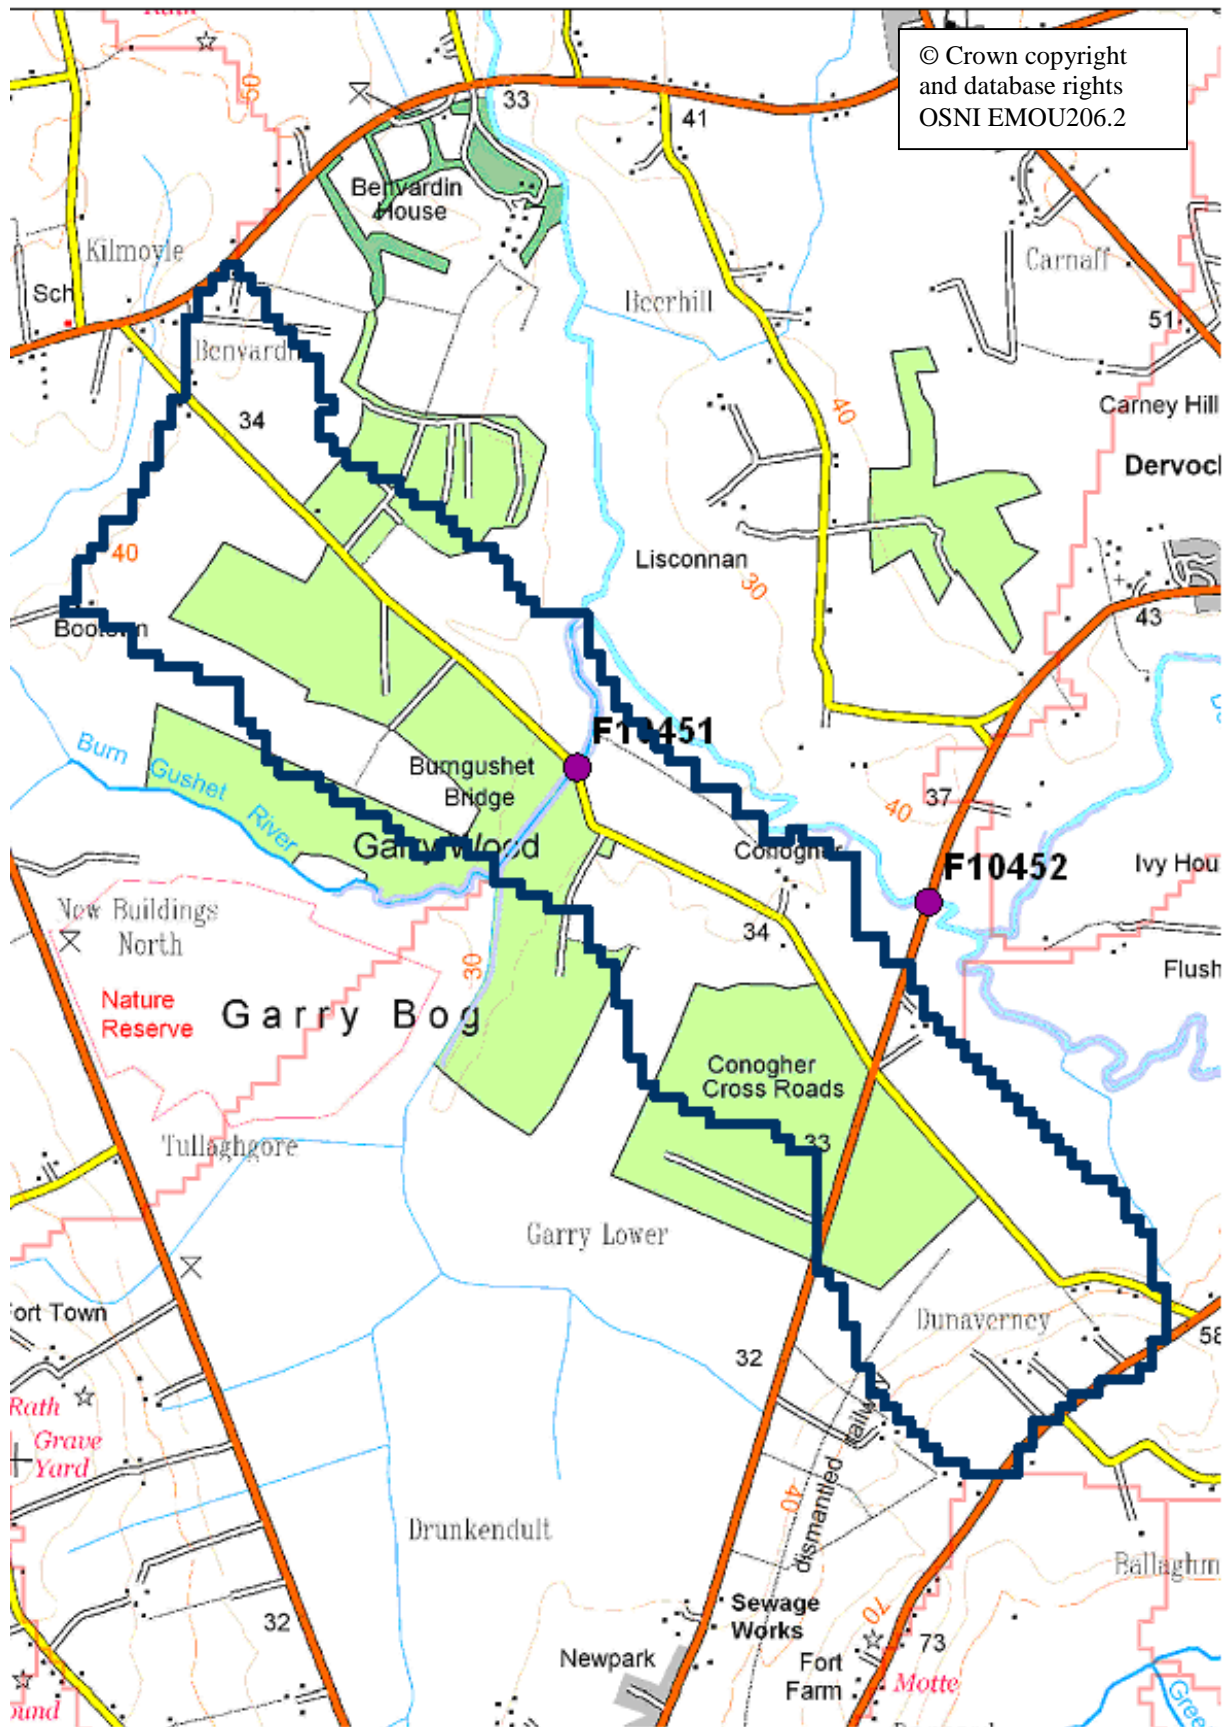 © Crown copyright
and database rights
OSNI EMOU206.2
50
33
41
Benvardin
House
Kilmoyle
Sch
Beerhill
Carnaff
51
Benvardin
34
40
Carney Hill
40
Lisconnan
30
43
Bootown
F10451
Burn
Gushet
River
Burngushet
Bridge
Garry Wood
Conogher
40
37
F10452
New Buildings
North
34
30
Nature
Reserve
Garry Bog
Conogher
Cross Roads
33
Tullaghgore
Garry Lower
Dunaverney
58
32
Rath
Grave
Yard
dismantled
40
Drunkendult
32
Sewage
Works
70
73
Newpark
Fort
Farm
Motte